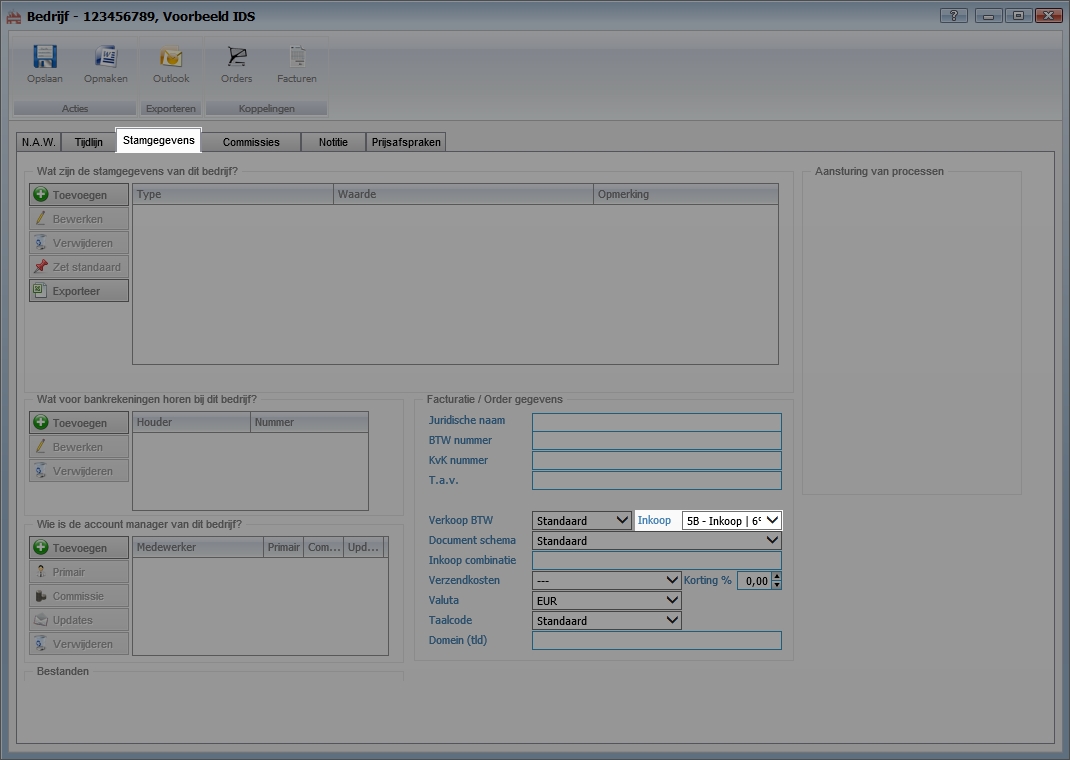 Bedrijf - 123456789, Voorbeeld IDS
Opslaan Opmaken Outlook Orders Facturen
Acties Exporteren Koppelingen
N.A.W. Tijdlijn Stamgegevens Commissies Notitie Prijsafspraken
Wat zijn de stamgegevens van dit bedrijf?
Toevoegen
Bewerken
Verwijderen
Zet standaard
Exporteer
Type Waarde Opmerking
Aansturing van processen
Wat voor bankrekeningen horen bij dit bedrijf?
Toevoegen
Bewerken
Verwijderen
Houder Nummer
Wie is de account manager van dit bedrijf?
Toevoegen
Primair
Commissie
Updates
Verwijderen
Medewerker Primair Com... Upd...
Bestanden
Facturatie / Order gegevens
Juridische naam
BTW nummer
KvK nummer
T.a.v.
Verkoop BTW Standaard Inkoop 5B - Inkoop | 6%
Document schema Standaard
Inkoop combinatie
Verzendkosten --- Korting % 0,00
Valuta EUR
Taalcode Standaard
Domein (tld)